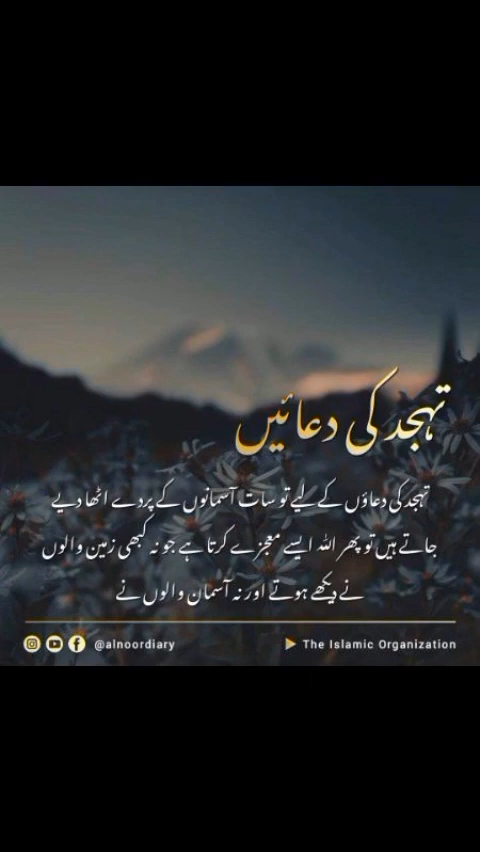 تہجد کی دعائیں
تہجد کی دعاؤں کے لیے تو سات آسمانوں کے پردے اٹھا دیے
جاتے ہیں تو پھر اللہ ایسے معجزے کرتا ہے جو نہ کبھی زمین والوں
نے دیکھے ہوتے اور نہ آسمان والوں نے
@alnoordiary
The Islamic Organization